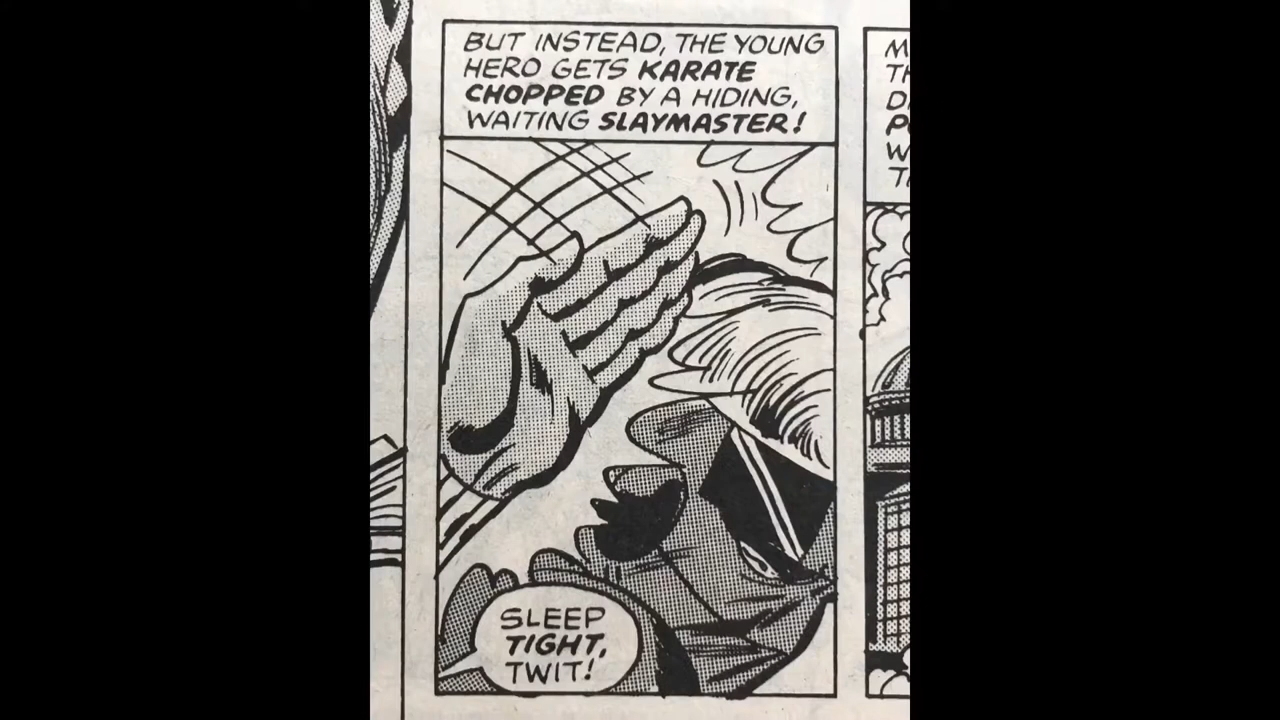 BUT INSTEAD, THE YOUNG
HERO GETS KARATE
CHOPPED BY A HIDING,
WAITING SLAYMASTER!
SLEEP
TIGHT,
TWIT!